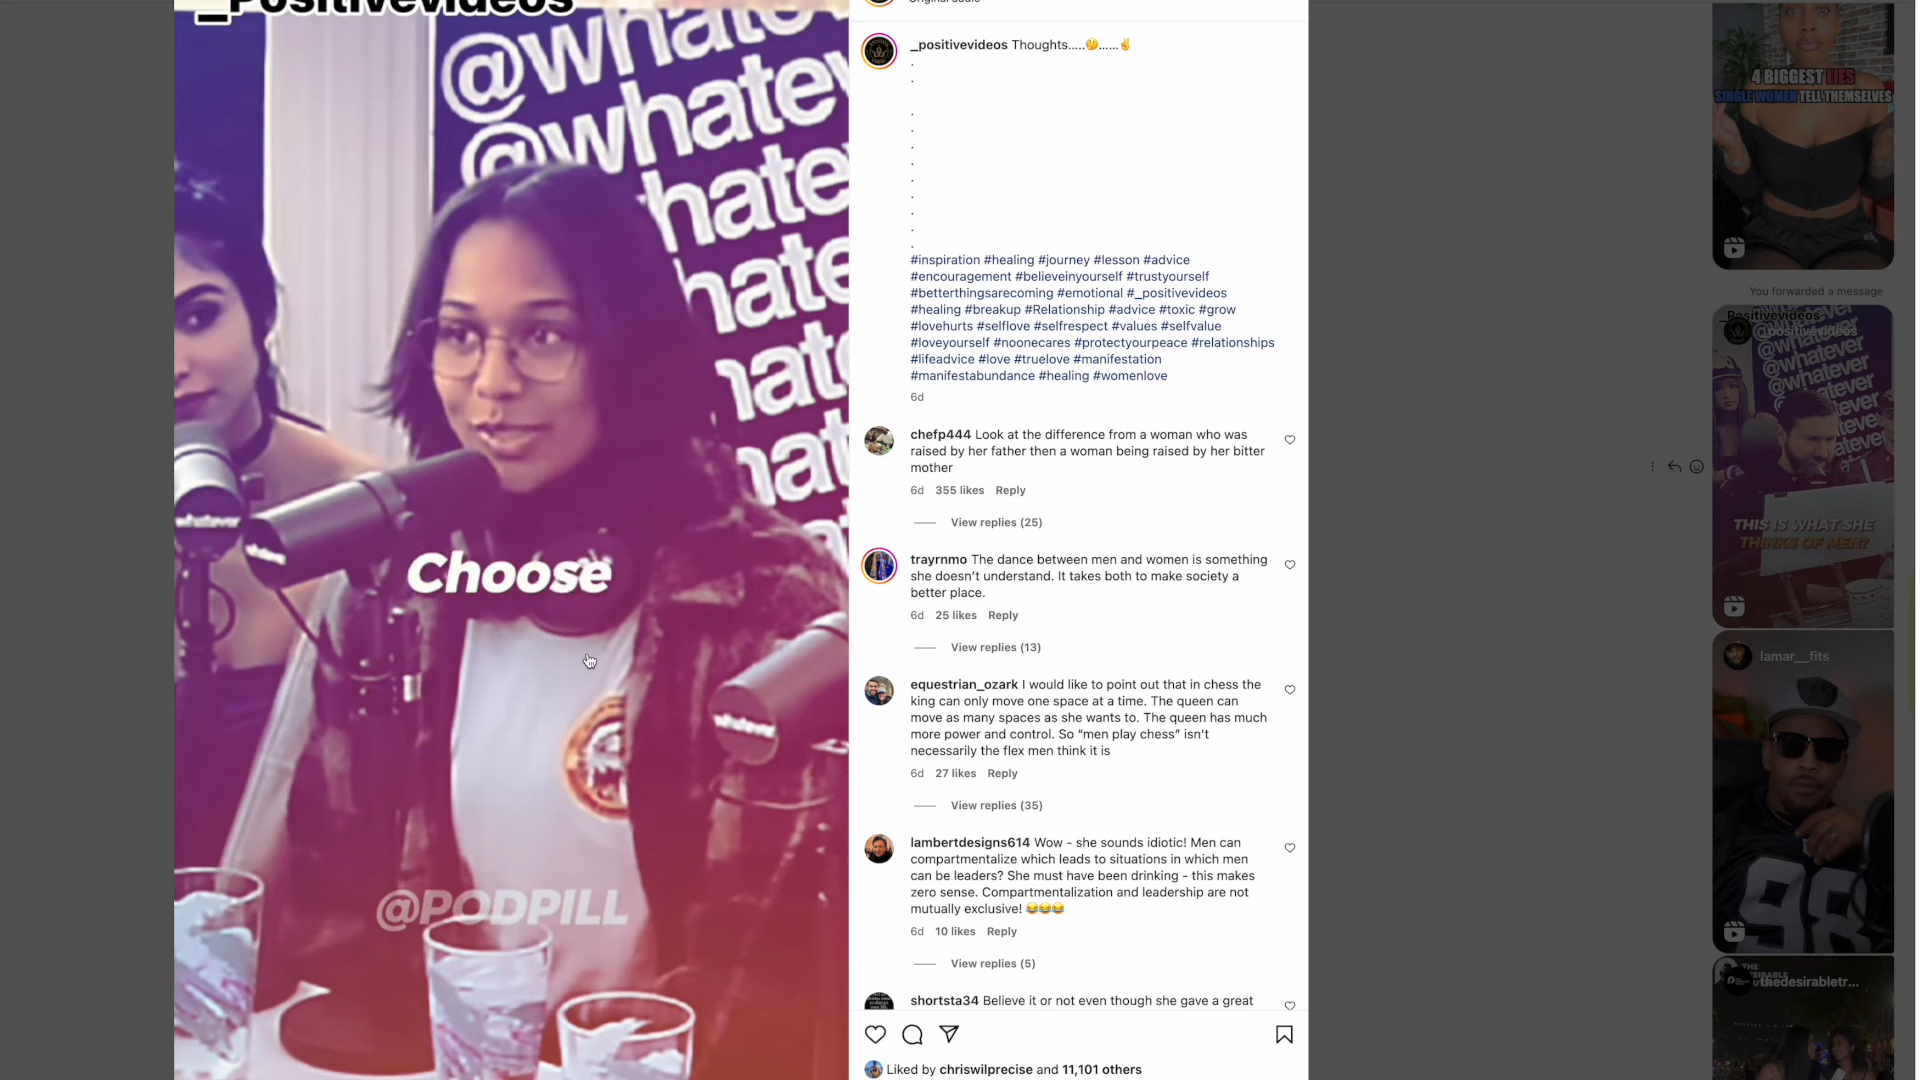 _Positivevideos
Original audio
@whate
@whatev
@whatev
hate
hate
hate
hat
Choose
whatever
whatever
whatever
@PODPILL
_positivevideos Thoughts.....🤔......✌️
.
.
.
.
.
.
.
.
.
.
.
#inspiration #healing #journey #lesson #advice
#encouragement #believeinyourself #trustyourself
#betterthingsarecoming #emotional #_positivevideos
#healing #breakup #Relationship #advice #toxic #grow
#lovehurts #selflove #selfrespect #values #selfvalue
#loveyourself #noonecares #protectyourpeace #relationships
#lifeadvice #love #truelove #manifestation
#manifestabundance #healing #womenlove
6d
chefp444 Look at the difference from a woman who was
raised by her father then a woman being raised by her bitter
mother
6d 355 likes Reply
View replies (25)
trayrnmo The dance between men and women is something
she doesn't understand. It takes both to make society a
better place.
6d 25 likes Reply
View replies (13)
equestrian_ozark I would like to point out that in chess the
king can only move one space at a time. The queen can
move as many spaces as she wants to. The queen has much
more power and control. So “men play chess” isn't
necessarily the flex men think it is
6d 27 likes Reply
View replies (35)
lambertdesigns614 Wow - she sounds idiotic! Men can
compartmentalize which leads to situations in which men
can be leaders? She must have been drinking - this makes
zero sense. Compartmentalization and leadership are not
mutually exclusive! 😂😂😂
6d 10 likes Reply
View replies (5)
shortsta34 Believe it or not even though she gave a great
Liked by chriswilprecise and 11,101 others
4 BIGGEST LIES
SINGLE WOMEN TELL THEMSELVES
You forwarded a message
_Positivevideos
_positivevideos
@whatever
@whatever
@whatever
THIS IS WHAT SHE
THINKS OF MEN?
lamar__fits
98
thedesirabletr...